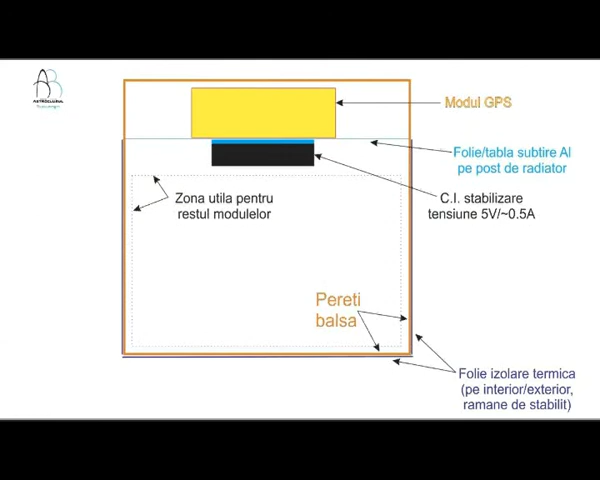 ASTROCLUBUL
Modul GPS
Folie/tabla subtire Al
pe post de radiator
Zona utila pentru
restul modulelor
C.I. stabilizare
tensiune 5V/~0.5A
Pereti
balsa
Folie izolare termica
(pe interior/exterior,
ramane de stabilit)